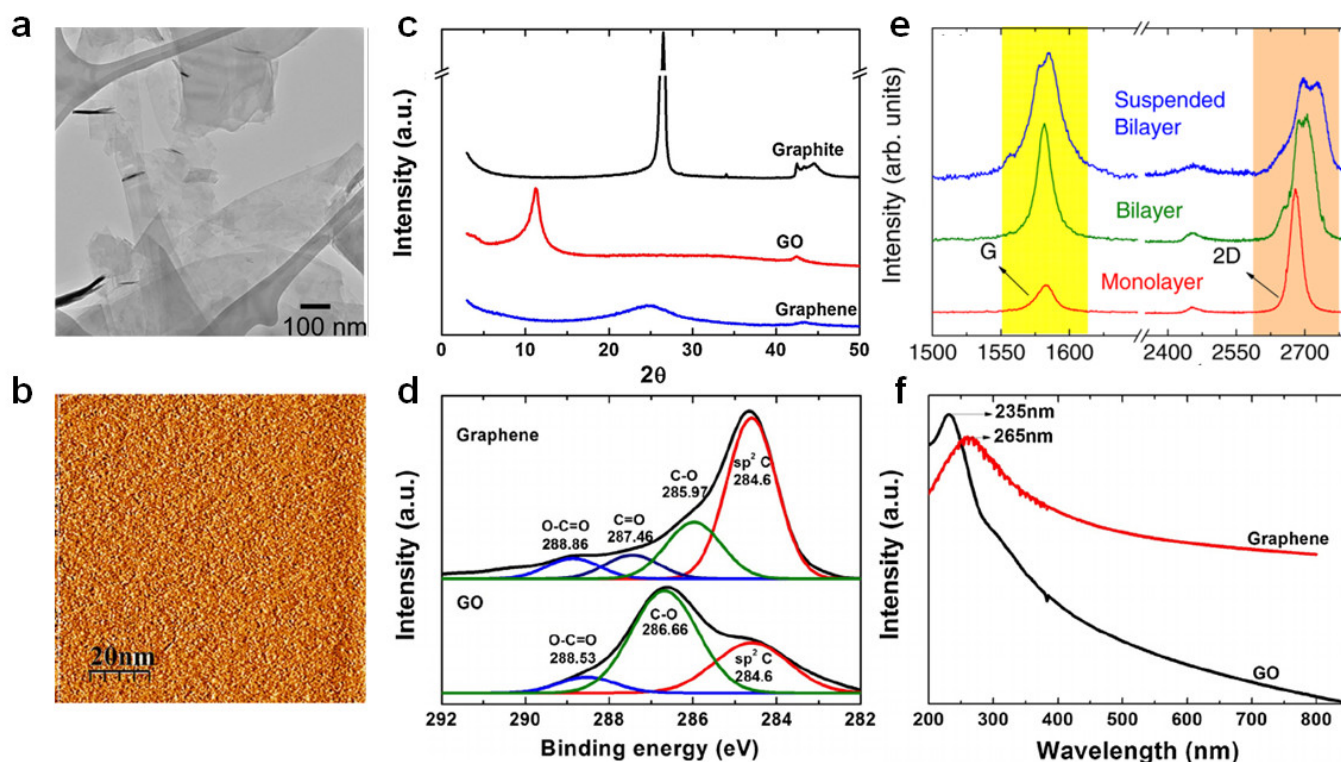 a
100 nm
b
20nm
c
Intensity (a.u.)
Graphite
GO
Graphene
0 10 20 30 40 50
2θ
d
Intensity (a.u.)
Graphene
O-C=O
288.86
C=O
287.46
C-O
285.97
sp² C
284.6
GO
O-C=O
288.53
C-O
286.66
sp² C
284.6
292 290 288 286 284 282
Binding energy (eV)
e
Intensity (arb. units)
Suspended
Bilayer
Bilayer
G
2D
Monolayer
1500 1550 1600 2400 2550 2700
f
Intensity (a.u.)
235nm
265nm
Graphene
GO
200 300 400 500 600 700 800
Wavelength (nm)